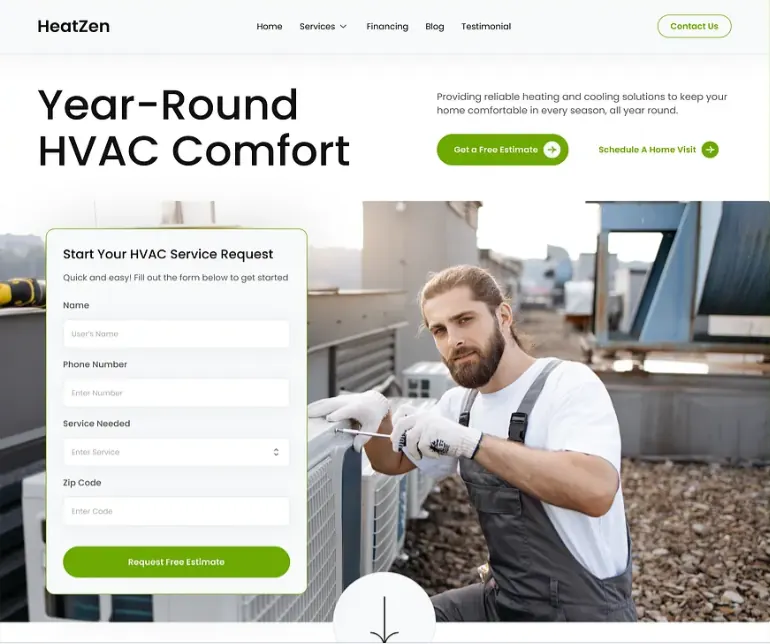 HeatZen
Home
Services
Financing
Blog
Testimonial
Contact Us
Year-Round
HVAC Comfort
Providing reliable heating and cooling solutions to keep your
home comfortable in every season, all year round.
Get a Free Estimate
Schedule A Home Visit
Start Your HVAC Service Request
Quick and easy! Fill out the form below to get started
Name
User's Name
Phone Number
Enter Number
Service Needed
Enter Service
Zip Code
Enter Code
Request Free Estimate